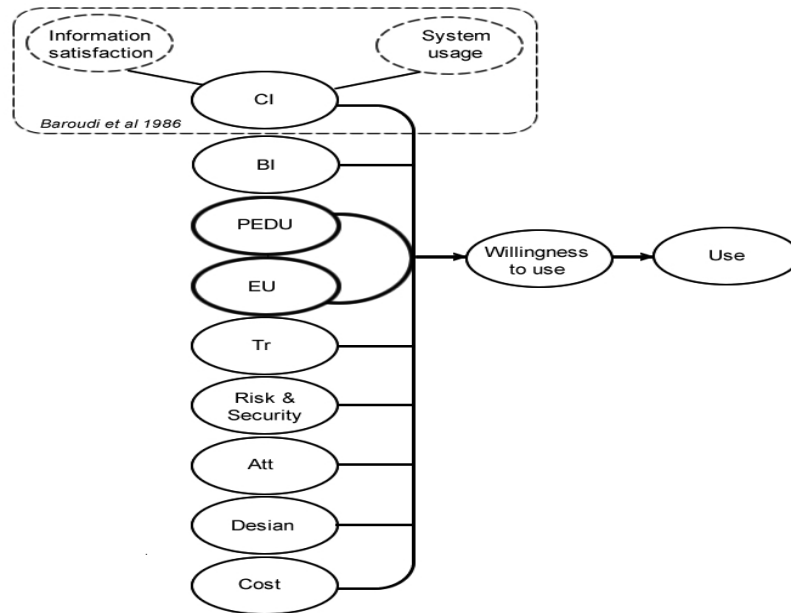 Information
satisfaction
System
usage
CI
Baroudi et al 1986
BI
PEDU
EU
Tr
Risk &
Security
Att
Desian
Cost
Willingness
to use
Use